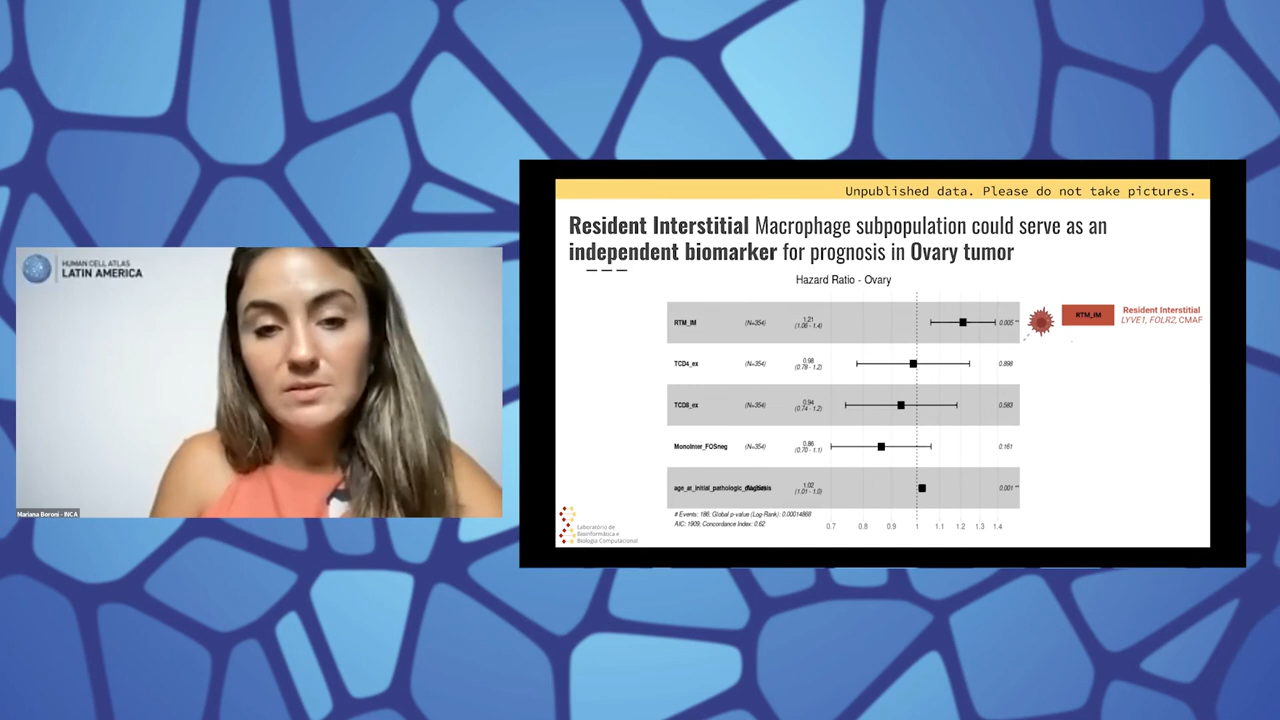 HUMAN CELL ATLAS
LATIN AMERICA
Mariana Boroni - INCA
Unpublished data. Please do not take pictures.
Resident Interstitial Macrophage subpopulation could serve as an
independent biomarker for prognosis in Ovary tumor
Hazard Ratio - Ovary
RTM_IM (N=354) 1.21 0.005 **
(1.06 - 1.4)
RTM_IM
Resident Interstitial
LYVE1, FOLR2, CMAF
TCD4_ex (N=354) 0.98 0.898
(0.78 - 1.2)
TCD8_ex (N=354) 0.94 0.583
(0.74 - 1.2)
MonoInter_FOSneg (N=354) 0.86 0.161
(0.70 - 1.1)
age_at_initial_pathologic_diagnosis 1.02 0.001 **
(1.01 - 1.0)
# Events: 186; Global p-value (Log-Rank): 0.00014868
AIC: 1909; Concordance Index: 0.62
0.7 0.8 0.9 1 1.1 1.2 1.3 1.4
Laboratório de
Bioinformática e
Biologia Computacional